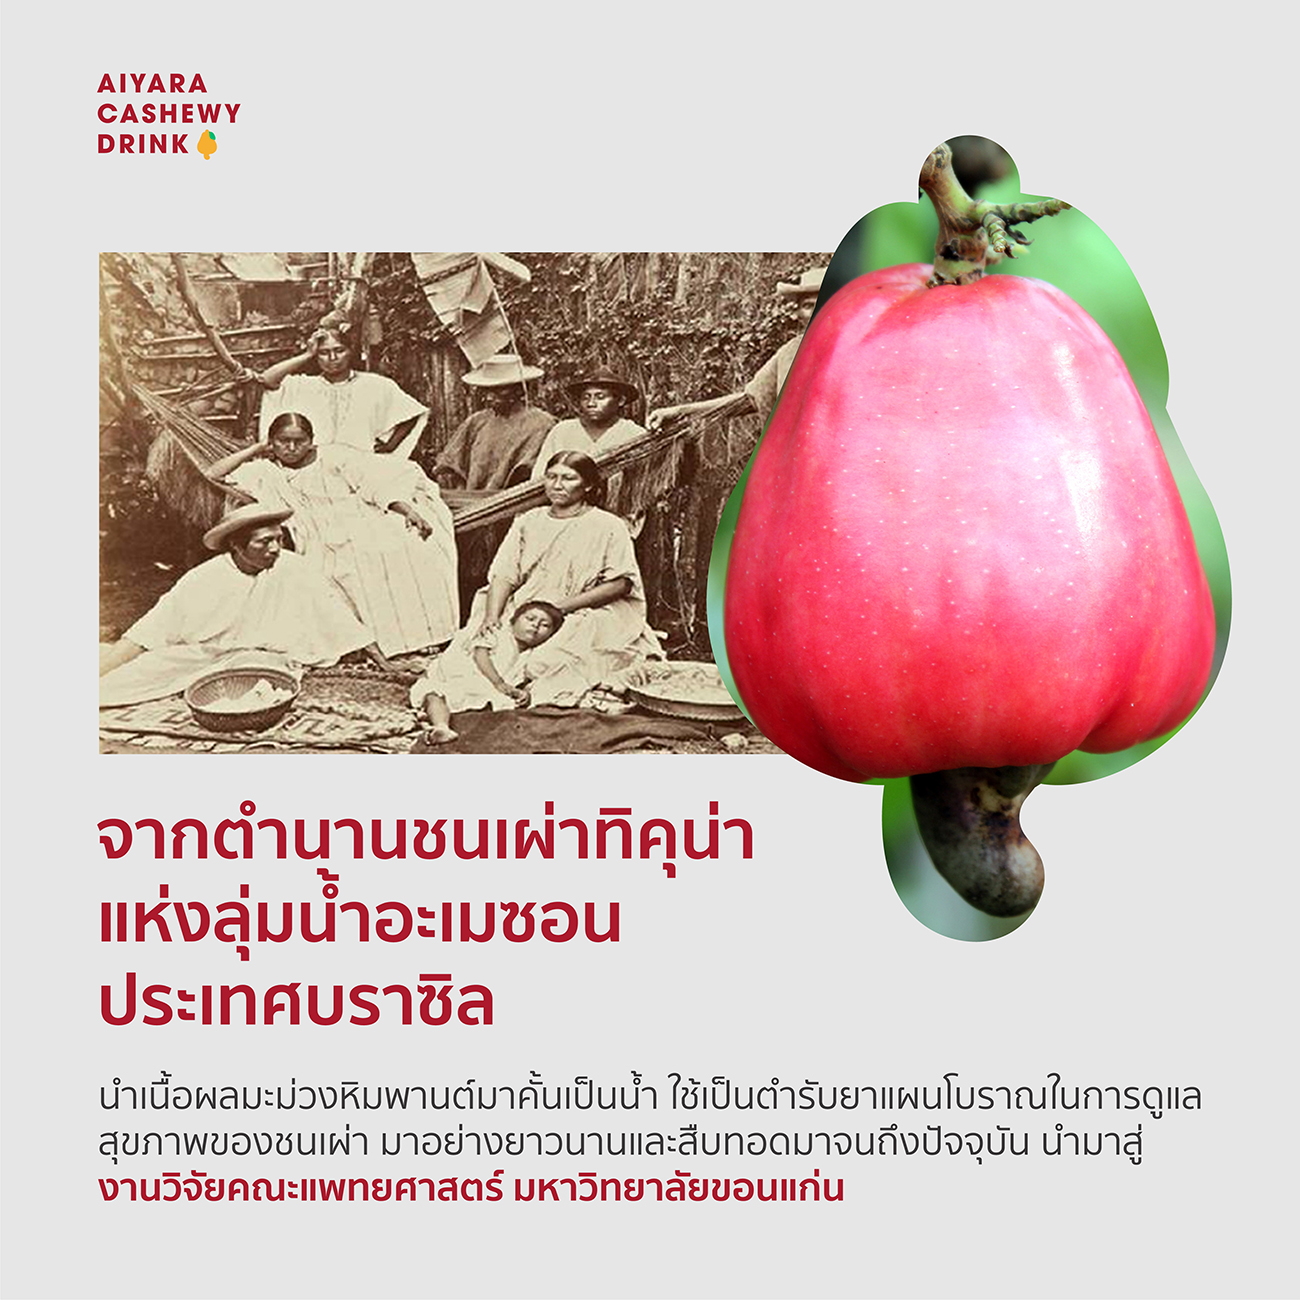 AIYARA
CASHEWY
DRINK
จากตำนานชนเผ่าทิคุน่า
แห่งลุ่มน้ำอะเมซอน
ประเทศบราซิล
นำเนื้อผลมะม่วงหิมพานต์มาคั้นเป็นน้ำ ใช้เป็นตำรับยาแผนโบราณในการดูแล
สุขภาพของชนเผ่า มาอย่างยาวนานและสืบทอดมาจนถึงปัจจุบัน นำมาสู่
งานวิจัยคณะแพทยศาสตร์ มหาวิทยาลัยขอนแก่น